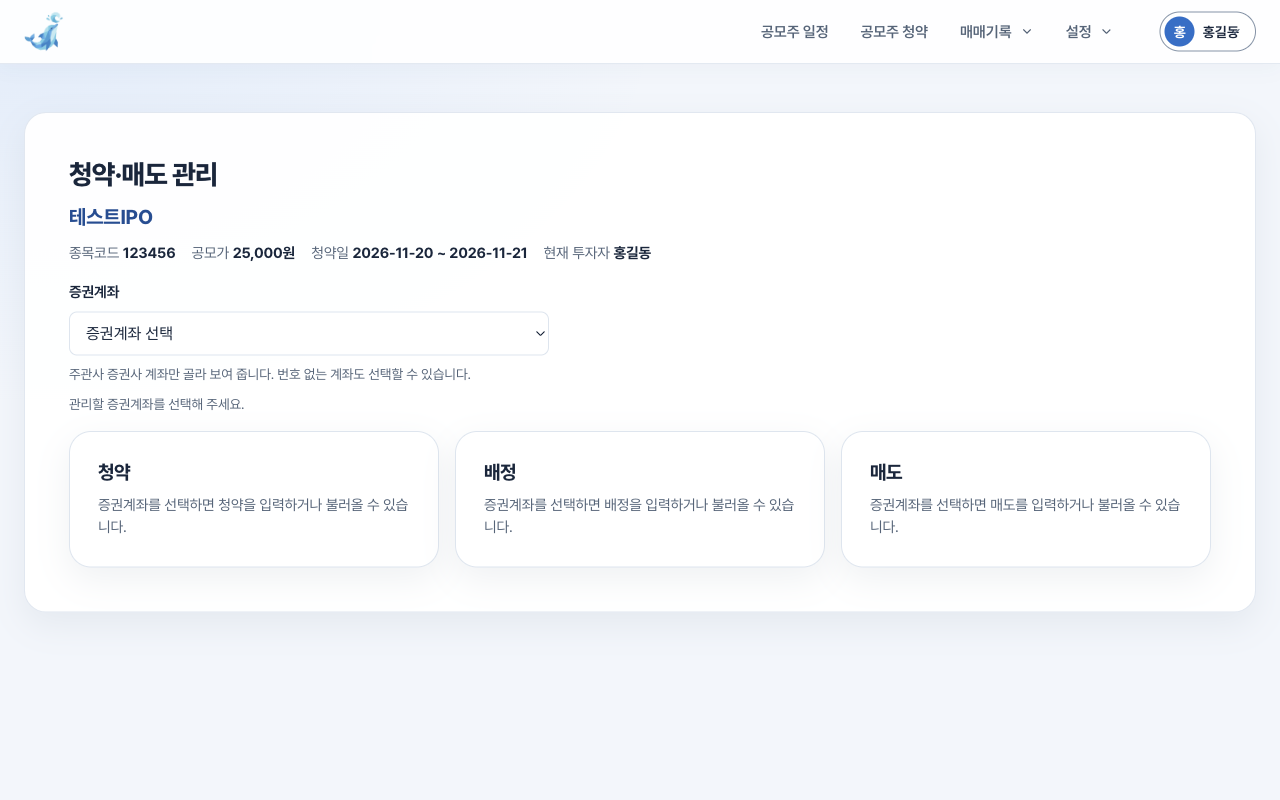 공모주 일정 공모주 청약 매매기록 설정 홍 홍길동
청약·매도 관리
테스트IPO
종목코드 123456 공모가 25,000원 청약일 2026-11-20 ~ 2026-11-21 현재 투자자 홍길동
증권계좌
증권계좌 선택
주관사 증권사 계좌만 골라 보여 줍니다. 번호 없는 계좌도 선택할 수 있습니다.
관리할 증권계좌를 선택해 주세요.
청약
증권계좌를 선택하면 청약을 입력하거나 불러올 수 있습
니다.
배정
증권계좌를 선택하면 배정을 입력하거나 불러올 수 있습
니다.
매도
증권계좌를 선택하면 매도를 입력하거나 불러올 수 있습
니다.